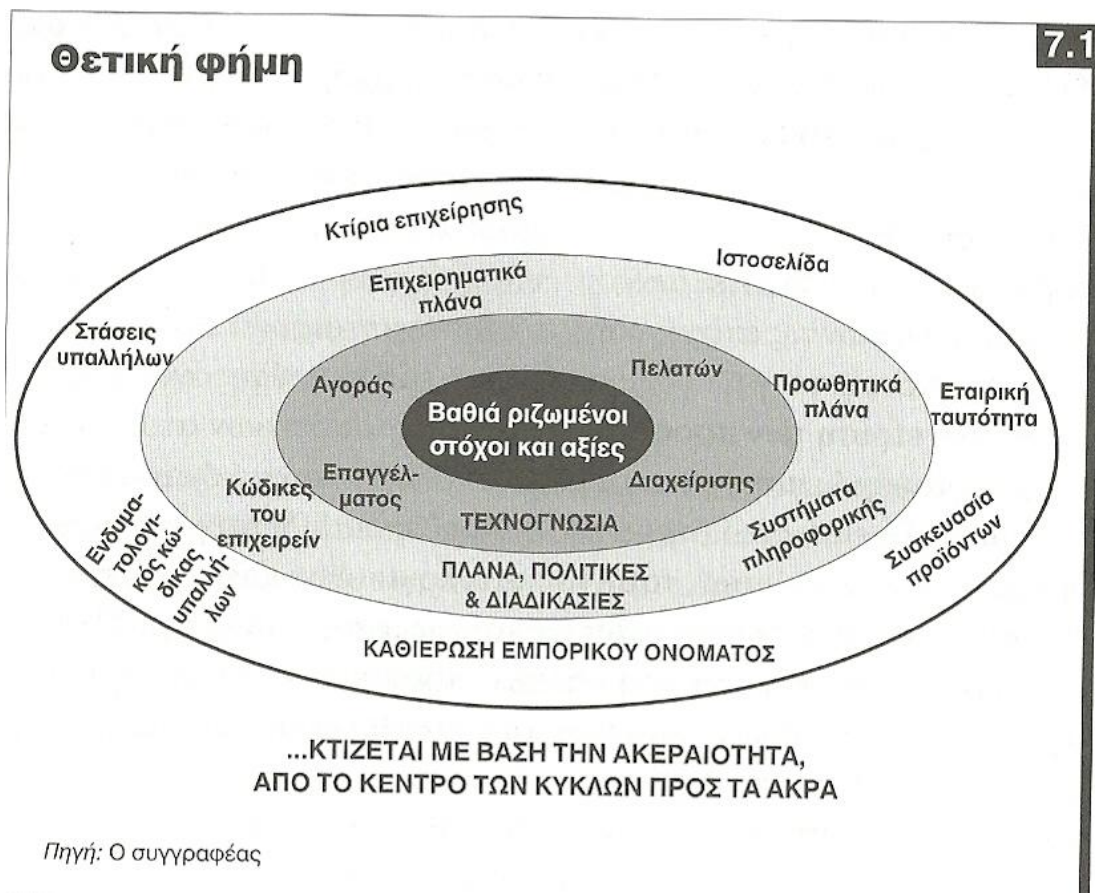 Θετική φήμη
7.1
Κτίρια επιχείρησης
Ιστοσελίδα
Επιχειρηματικά
πλάνα
Στάσεις
υπαλλήλων
Αγοράς
Πελατών
Προωθητικά
πλάνα
Εταιρική
ταυτότητα
Βαθιά ριζωμένοι
στόχοι και αξίες
Επαγγέλ-
ματος
Διαχείρισης
Κώδικες
του
επιχειρείν
Συστήματα
πληροφορικής
Συσκευασία
προϊόντων
Ενδυμα-
τολογι-
κός κώ-
δικας
υπαλλή-
λων
ΤΕΧΝΟΓΝΩΣΙΑ
ΠΛΑΝΑ, ΠΟΛΙΤΙΚΕΣ
& ΔΙΑΔΙΚΑΣΙΕΣ
ΚΑΘΙΕΡΩΣΗ ΕΜΠΟΡΙΚΟΥ ΟΝΟΜΑΤΟΣ
...ΚΤΙΖΕΤΑΙ ΜΕ ΒΑΣΗ ΤΗΝ ΑΚΕΡΑΙΟΤΗΤΑ,
ΑΠΟ ΤΟ ΚΕΝΤΡΟ ΤΩΝ ΚΥΚΛΩΝ ΠΡΟΣ ΤΑ ΑΚΡΑ
Πηγή: Ο συγγραφέας